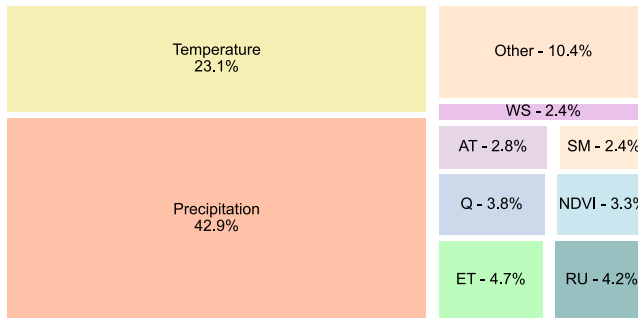 Temperature
23.1%
Other - 10.4%
WS - 2.4%
AT - 2.8%
SM - 2.4%
Precipitation
42.9%
Q - 3.8%
NDVI - 3.3%
ET - 4.7%
RU - 4.2%